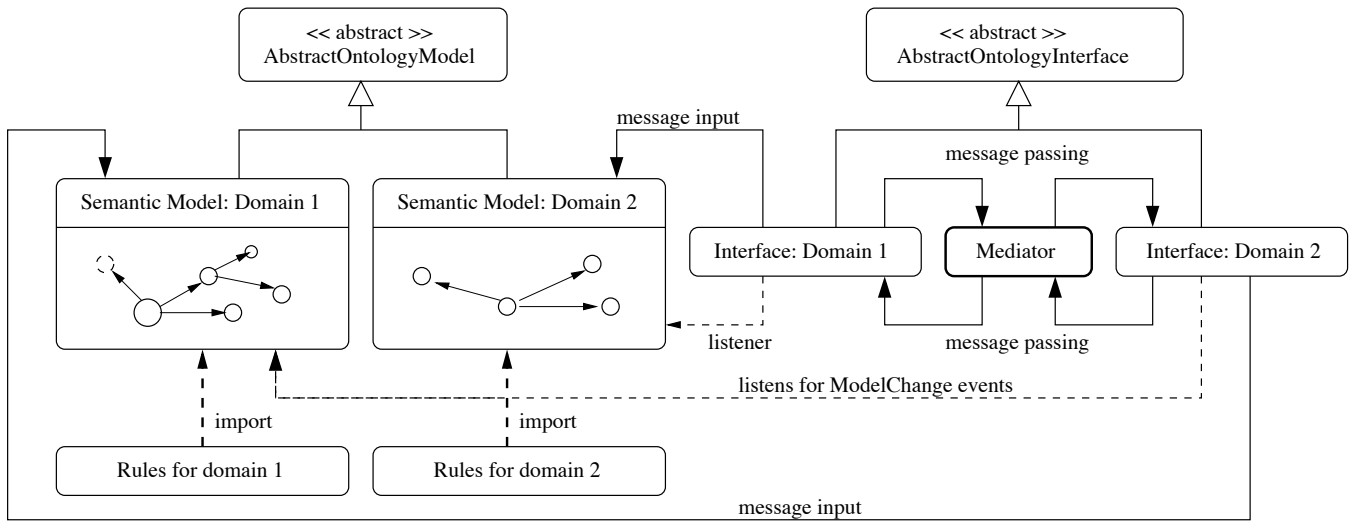 << abstract >>
AbstractOntologyModel
<< abstract >>
AbstractOntologyInterface
message input
message passing
Semantic Model: Domain 1
Semantic Model: Domain 2
Interface: Domain 1
Mediator
Interface: Domain 2
listener
message passing
listens for ModelChange events
import
import
Rules for domain 1
Rules for domain 2
message input